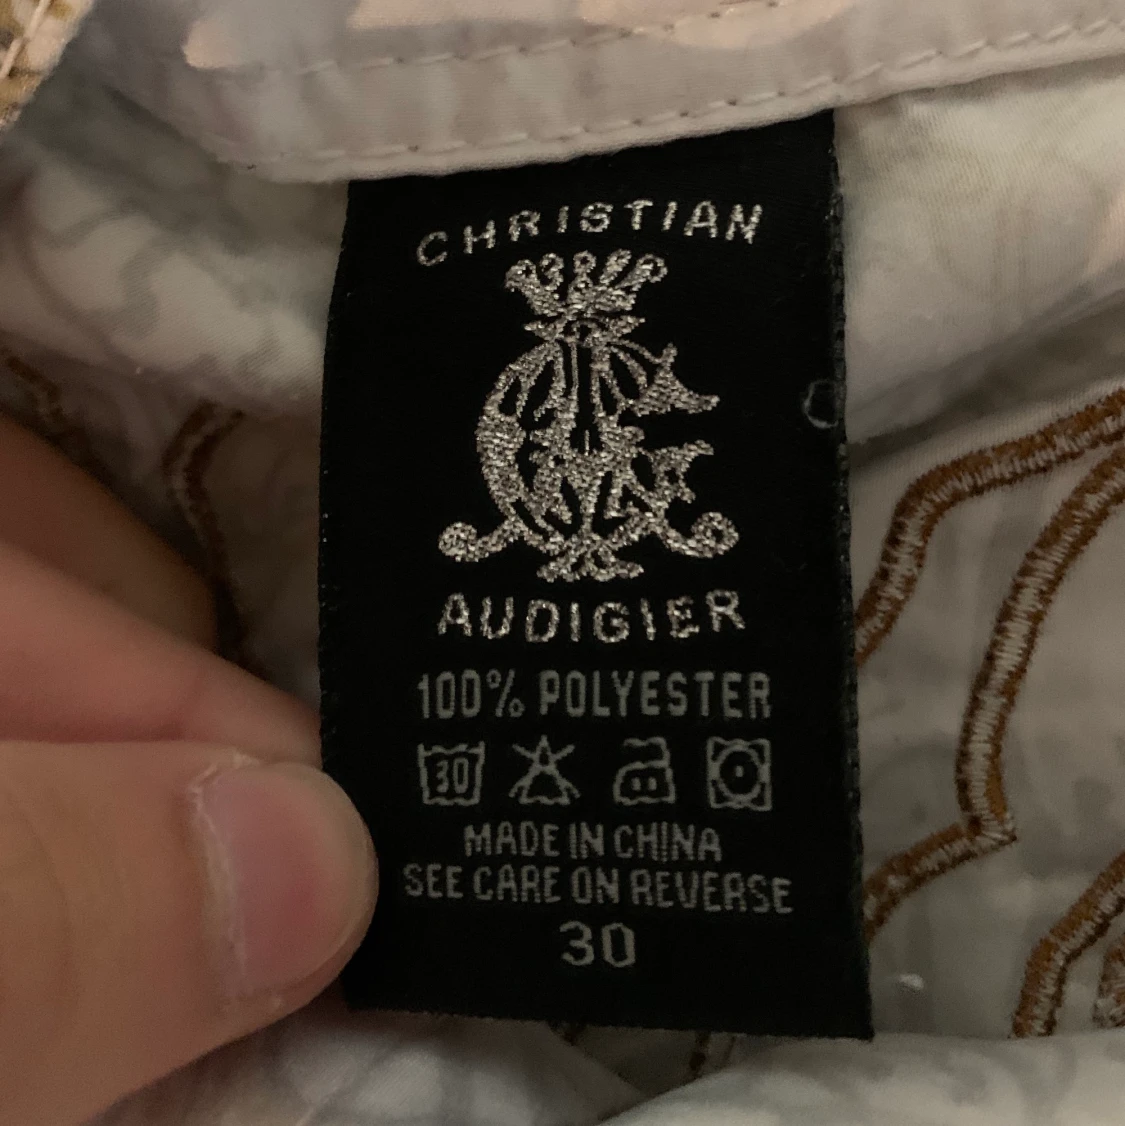 CHRISTIAN
AUDIGIER
100% POLYESTER
30
MADE IN CHINA
SEE CARE ON REVERSE
30